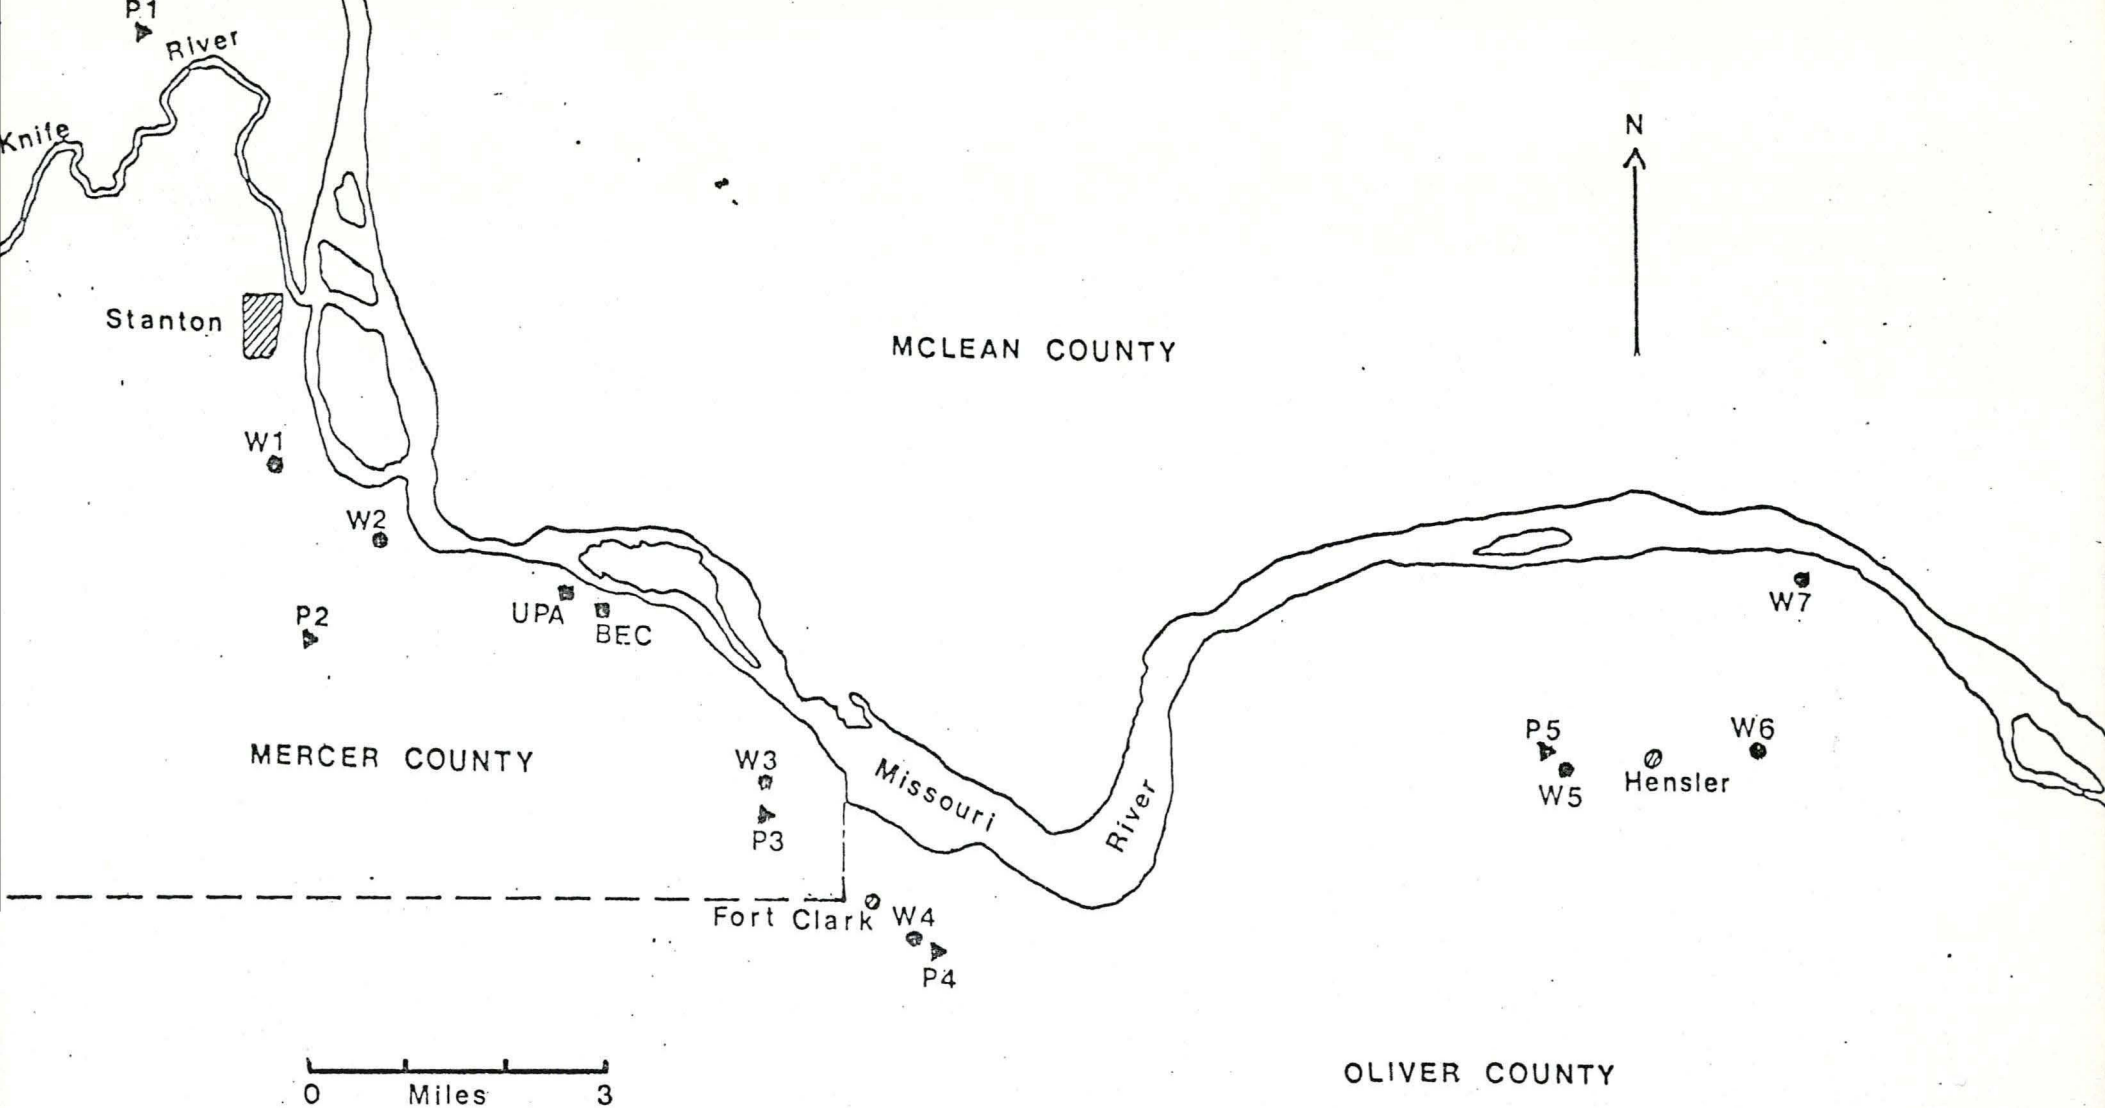 P1
River
Knife
N
Stanton
MCLEAN COUNTY
W1
W2
UPA
BEC
P2
W7
MERCER COUNTY
W3
P3
Missouri
River
P5
W5
Hensler
W6
Fort Clark
W4
P4
0 Miles 3
OLIVER COUNTY